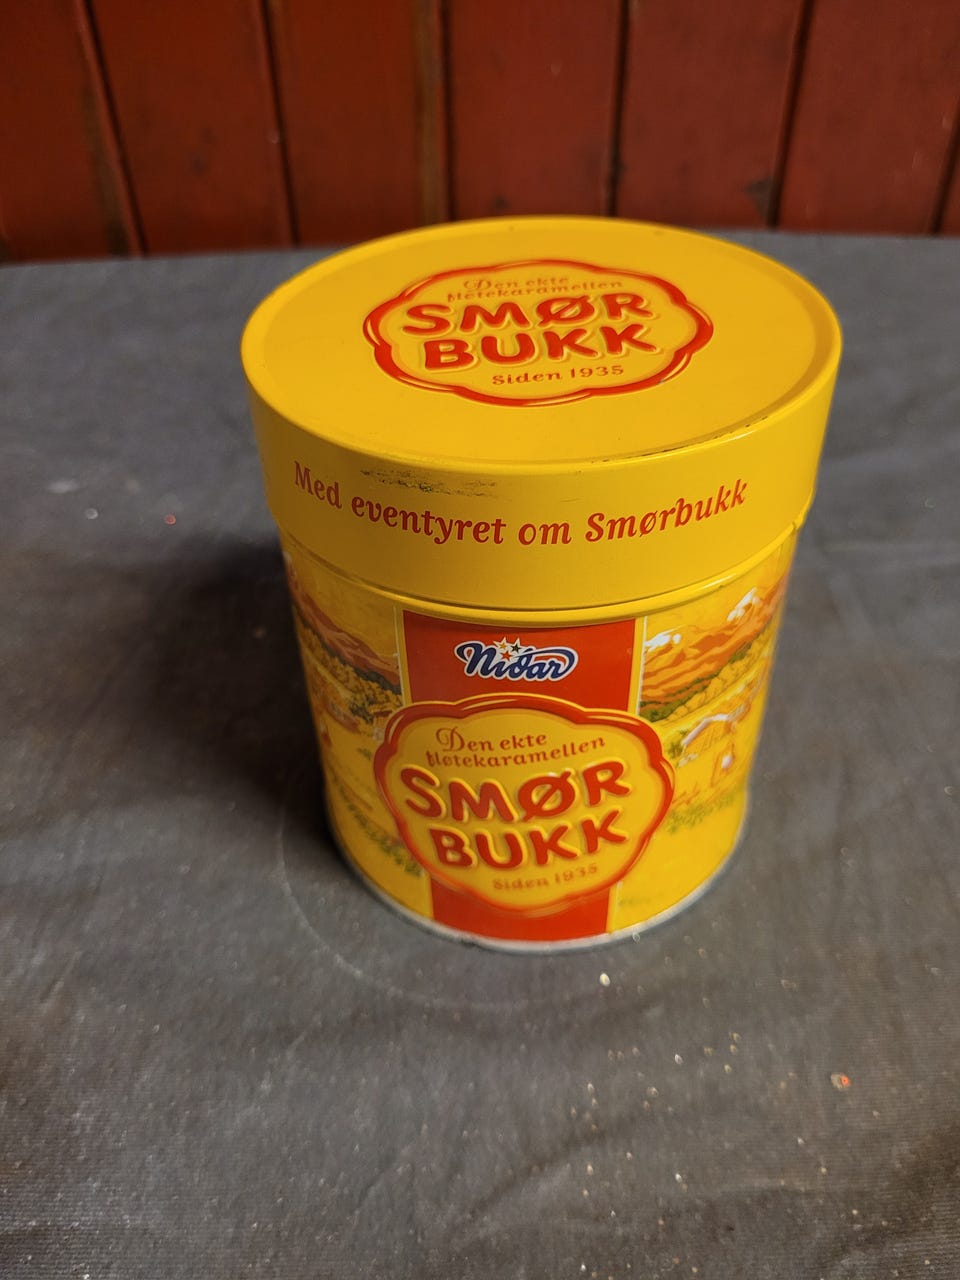 Den ekte
fløtekaramellen
SMØR
BUKK
Siden 1935
Med eventyret om Smørbukk
Nidar
Den ekte
fløtekaramellen
SMØR
BUKK
Siden 1935